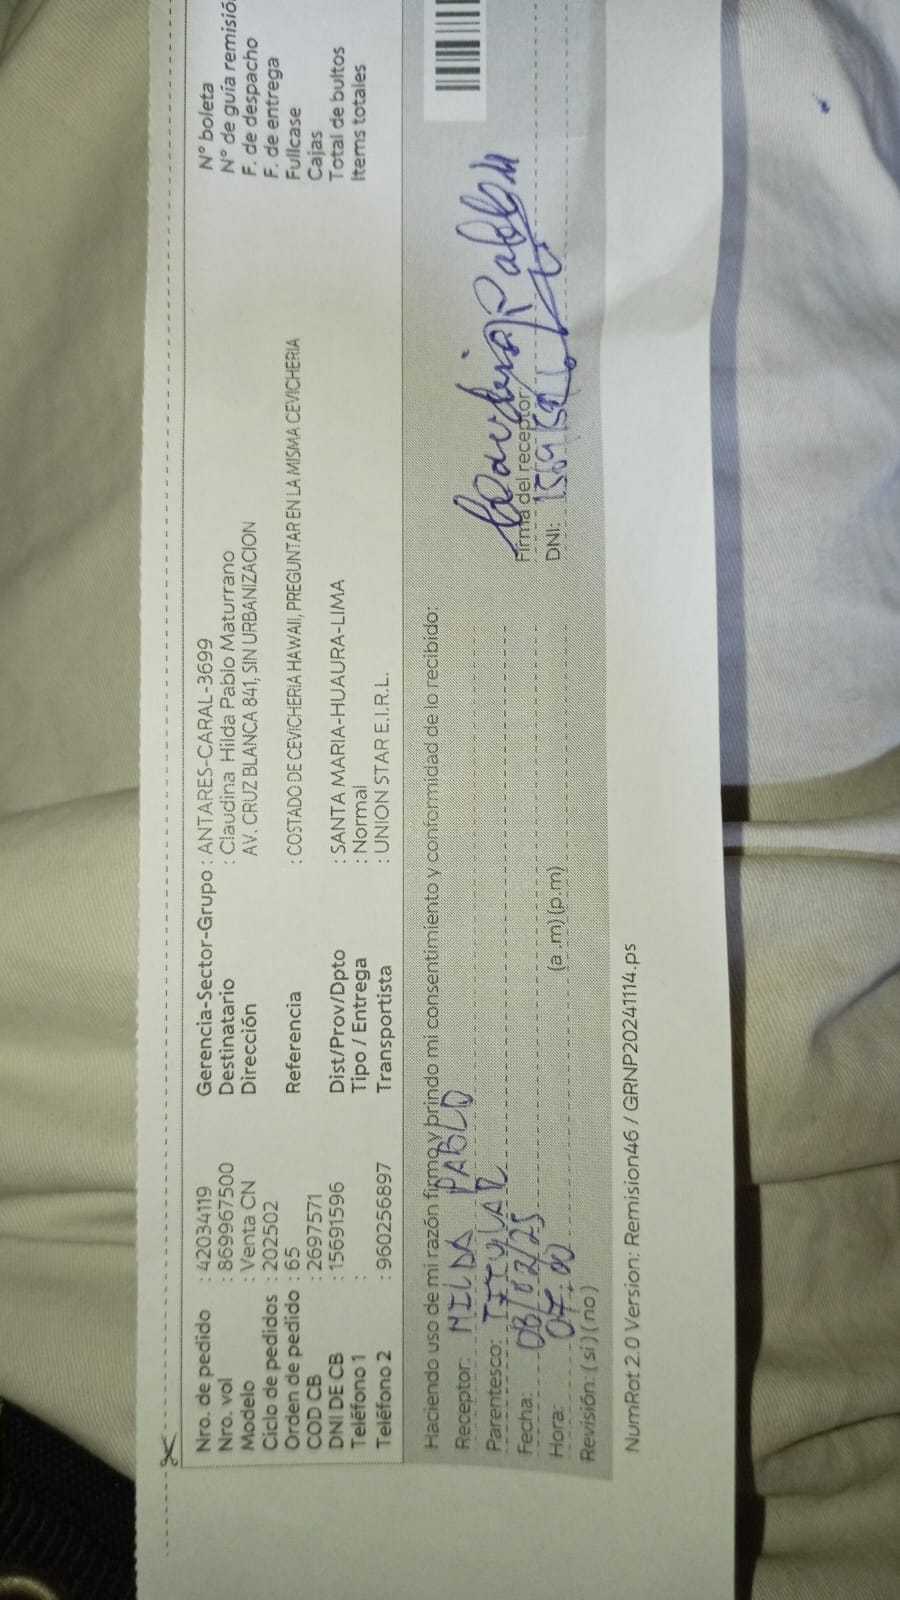 Nro. de pedido : 42034119
Nro. vol : 869967500
Modelo : Venta CN
Ciclo de pedidos : 202502
Orden de pedido : 65
COD CB : 2697571
DNI DE CB : 15691596
Teléfono 1 :
Teléfono 2 : 960256897
Gerencia-Sector-Grupo : ANTARES-CARAL-3699
Destinatario : Claudina Hilda Pablo Maturrano
Dirección AV. CRUZ BLANCA 841, SIN URBANIZACION
Referencia : COSTADO DE CEVICHERIA HAWAII, PREGUNTAR EN LA MISMA CEVICHERIA
Dist/Prov/Dpto : SANTA MARIA-HUAURA-LIMA
Tipo / Entrega : Normal
Transportista : UNION STAR E.I.R.L.
N° boleta
N° de guía remisió
F. de despacho
F. de entrega
Fullcase
Cajas
Total de bultos
Items totales
Haciendo uso de mi razón firmo y brindo mi consentimiento y conformidad de lo recibido:
Receptor: HILDA PABLO
Parentesco: TITULAR
Fecha: 08/02/25
Hora: 07:00 (a.m) (p.m)
Revisión: (si) (no)
Firma del receptor
DNI:
NumRot 2.0 Version: Remision46 / GRNP20241114.ps